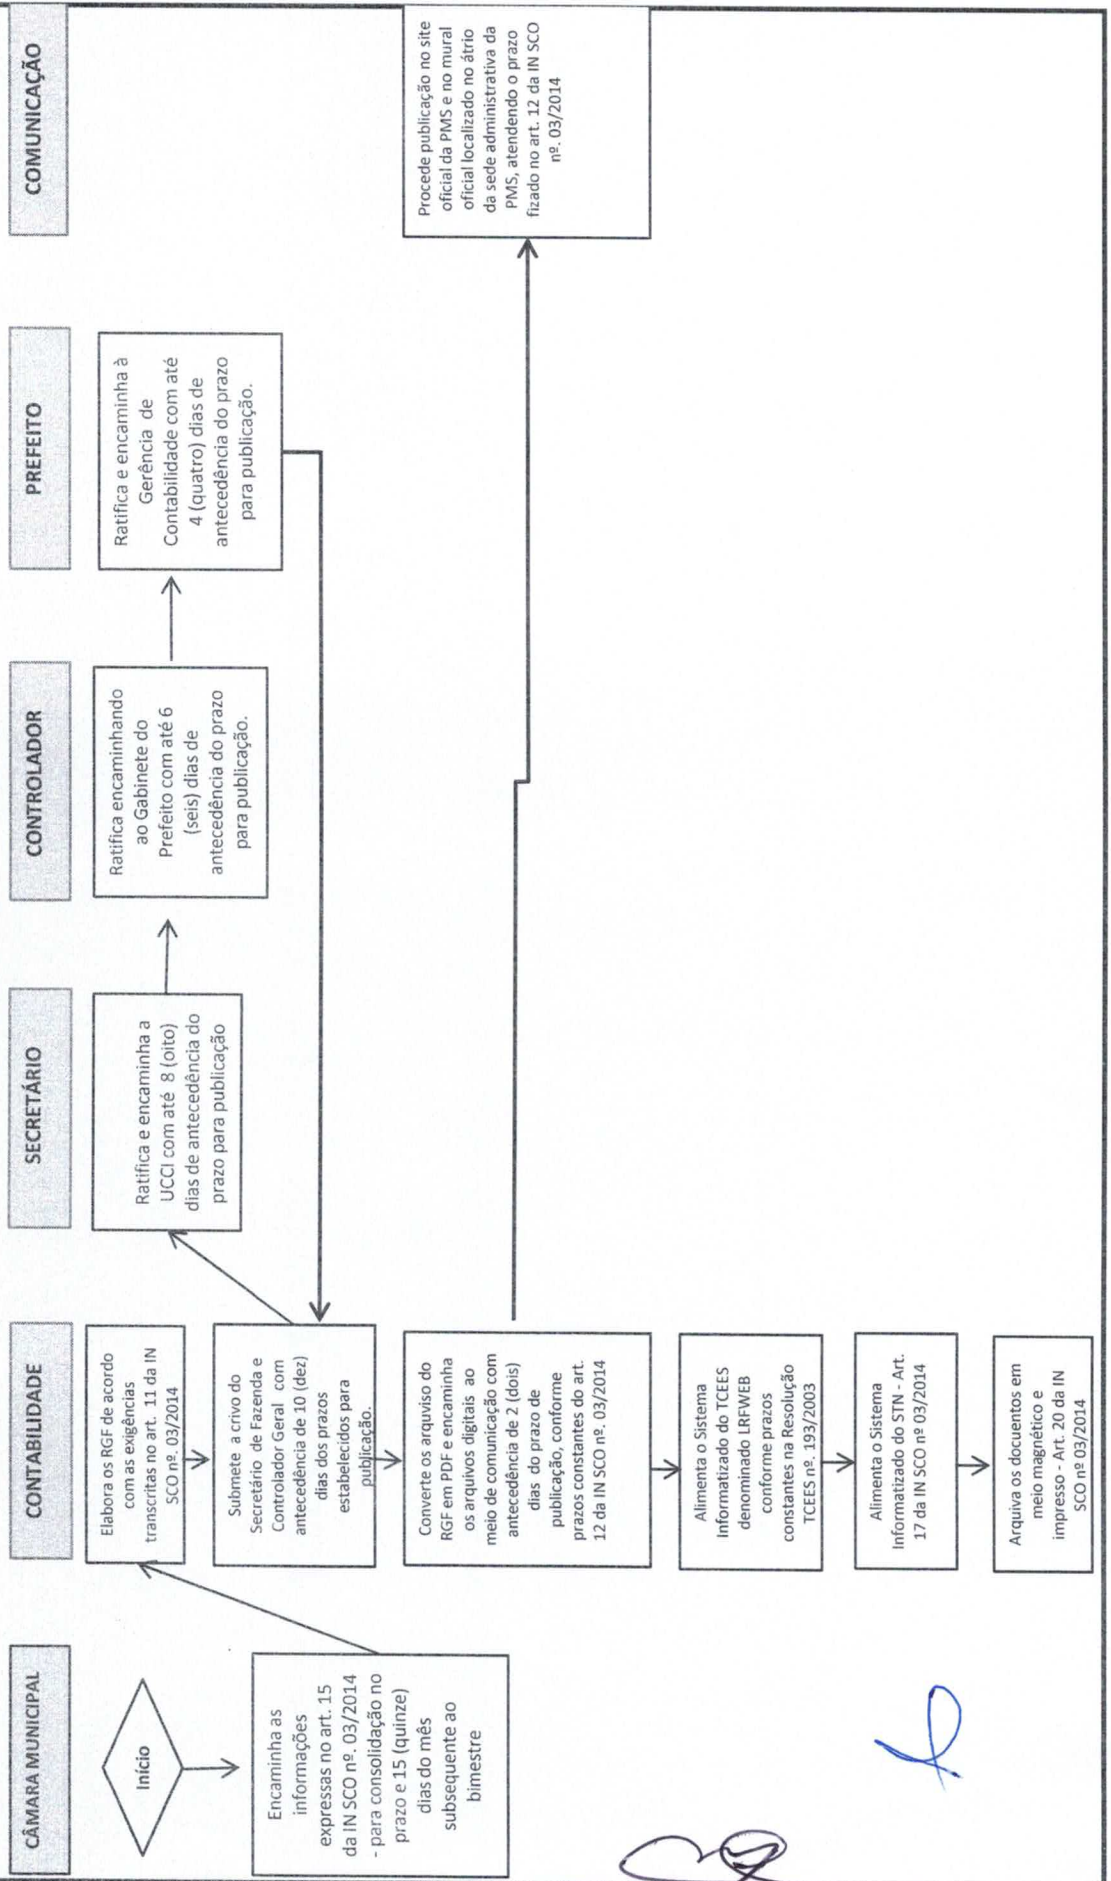 CÂMARA MUNICIPAL
Início
Encaminha as
informações
expressas no art. 15
da IN SCO nº. 03/2014
- para consolidação no
prazo e 15 (quinze)
dias do mês
subsequente ao
bimestre
CONTABILIDADE
Elabora os RGF de acordo
com as exigências
transcritas no art. 11 da IN
SCO nº. 03/2014
Submete a crivo do
Secretário de Fazenda e
Controlador Geral com
antecedência de 10 (dez)
dias dos prazos
estabelecidos para
publicação.
Converte os arquviso do
RGF em PDF e encaminha
os arquivos digitais ao
meio de comunicação com
antecedência de 2 (dois)
dias do prazo de
publicação, conforme
prazos constantes do art.
12 da IN SCO nº. 03/2014
Alimenta o Sistema
Informatizado do TCEES
denominado LRFWEB
conforme prazos
constantes na Resolução
TCEES nº. 193/2003
Alimenta o Sistema
Informatizado do STN - Art.
17 da IN SCO nº 03/2014
Arquiva os docuentos em
meio magnético e
impresso - Art. 20 da IN
SCO nº 03/2014
SECRETÁRIO
Ratifica e encaminha a
UCCI com até 8 (oito)
dias de antecedência do
prazo para publicação
CONTROLADOR
Ratifica encaminhando
ao Gabinete do
Prefeito com até 6
(seis) dias de
antecedência do prazo
para publicação.
PREFEITO
Ratifica e encaminha à
Gerência de
Contabilidade com até
4 (quatro) dias de
antecedência do prazo
para publicação.
COMUNICAÇÃO
Procede publicação no site
oficial da PMS e no mural
oficial localizado no átrio
da sede administrativa da
PMS, atendendo o prazo
fizado no art. 12 da IN SCO
nº. 03/2014